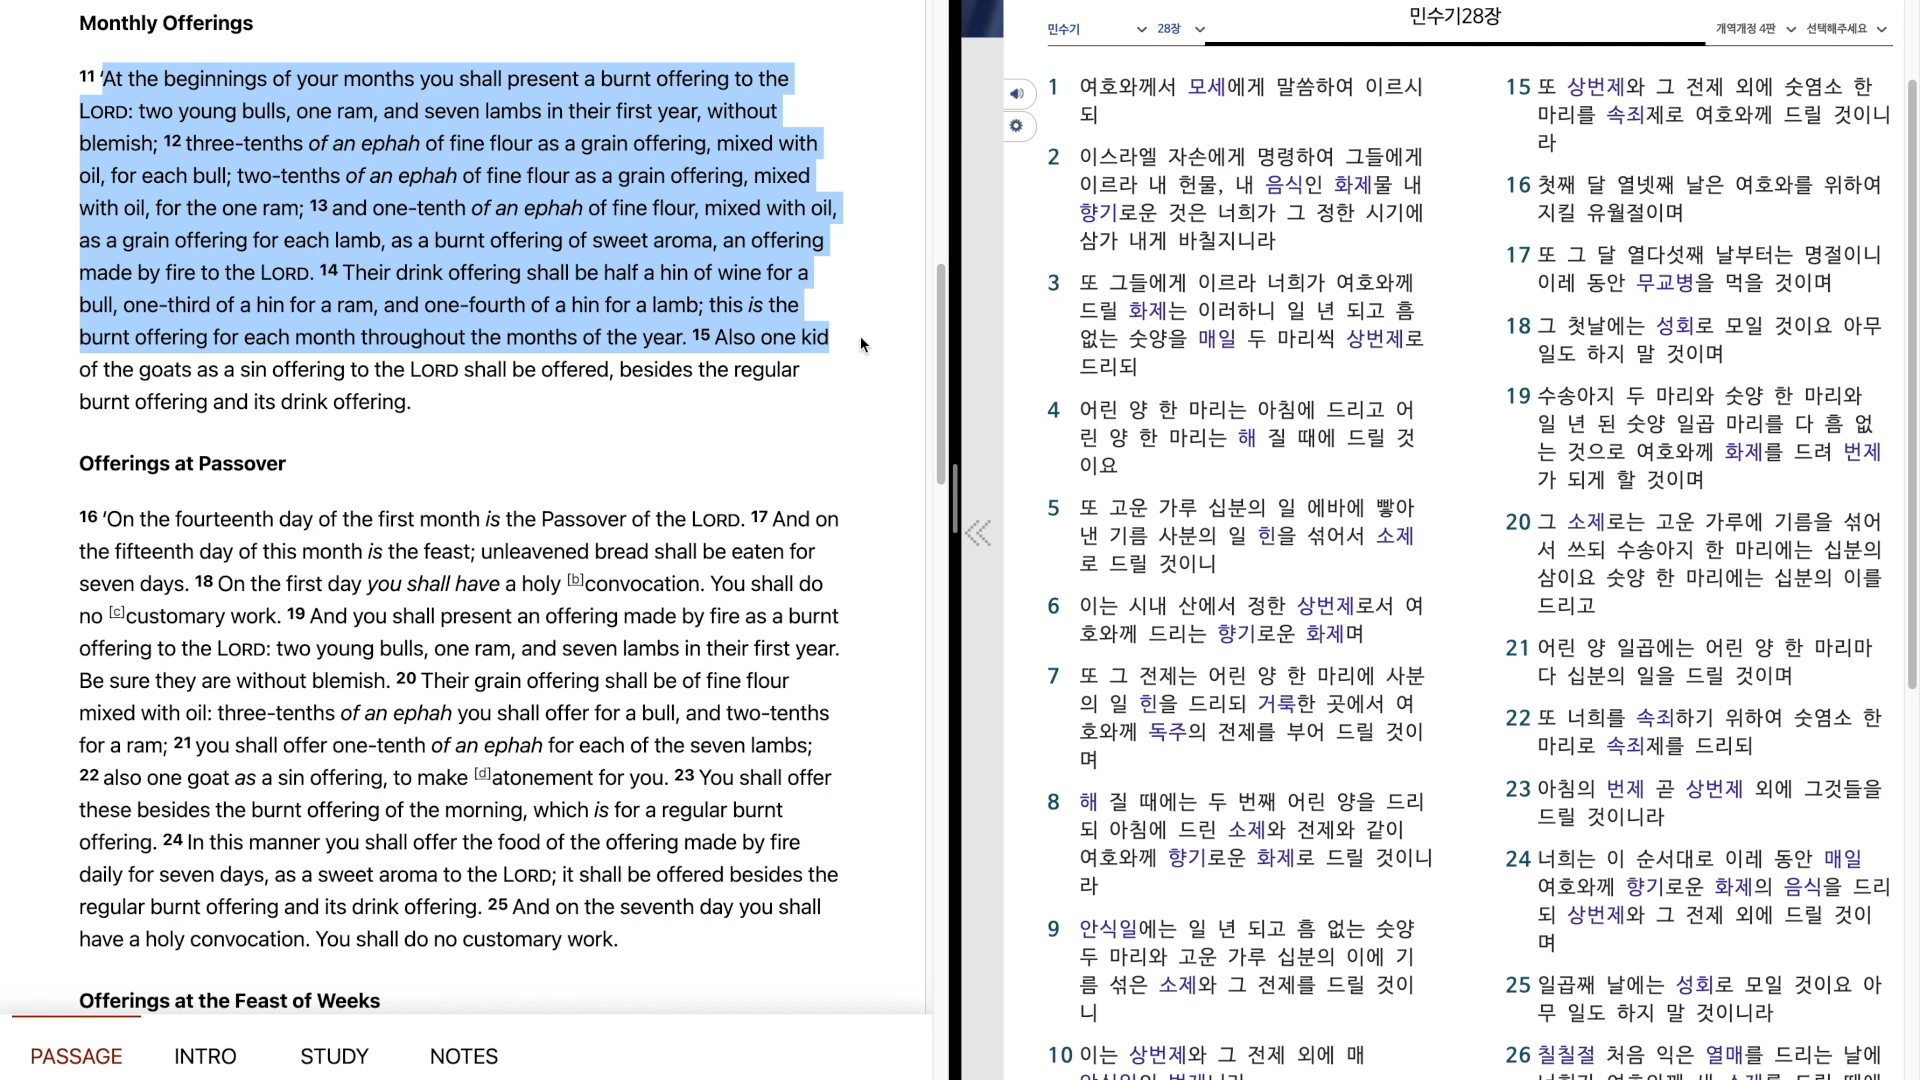 Monthly Offerings
11 ‘At the beginnings of your months you shall present a burnt offering to the
LORD: two young bulls, one ram, and seven lambs in their first year, without
blemish; 12 three-tenths of an ephah of fine flour as a grain offering, mixed with
oil, for each bull; two-tenths of an ephah of fine flour as a grain offering, mixed
with oil, for the one ram; 13 and one-tenth of an ephah of fine flour, mixed with oil,
as a grain offering for each lamb, as a burnt offering of sweet aroma, an offering
made by fire to the LORD. 14 Their drink offering shall be half a hin of wine for a
bull, one-third of a hin for a ram, and one-fourth of a hin for a lamb; this is the
burnt offering for each month throughout the months of the year. 15 Also one kid
of the goats as a sin offering to the LORD shall be offered, besides the regular
burnt offering and its drink offering.
Offerings at Passover
16 ‘On the fourteenth day of the first month is the Passover of the LORD. 17 And on
the fifteenth day of this month is the feast; unleavened bread shall be eaten for
seven days. 18 On the first day you shall have a holy [b]convocation. You shall do
no [c]customary work. 19 And you shall present an offering made by fire as a burnt
offering to the LORD: two young bulls, one ram, and seven lambs in their first year.
Be sure they are without blemish. 20 Their grain offering shall be of fine flour
mixed with oil: three-tenths of an ephah you shall offer for a bull, and two-tenths
for a ram; 21 you shall offer one-tenth of an ephah for each of the seven lambs;
22 also one goat as a sin offering, to make [d]atonement for you. 23 You shall offer
these besides the burnt offering of the morning, which is for a regular burnt
offering. 24 In this manner you shall offer the food of the offering made by fire
daily for seven days, as a sweet aroma to the LORD; it shall be offered besides the
regular burnt offering and its drink offering. 25 And on the seventh day you shall
have a holy convocation. You shall do no customary work.
Offerings at the Feast of Weeks
PASSAGE INTRO STUDY NOTES
민수기 28장 민수기28장 개역개정 4판 선택해주세요
1 여호와께서 모세에게 말씀하여 이르시
되
2 이스라엘 자손에게 명령하여 그들에게
이르라 내 헌물, 내 음식인 화제물 내
향기로운 것은 너희가 그 정한 시기에
삼가 내게 바칠지니라
3 또 그들에게 이르라 너희가 여호와께
드릴 화제는 이러하니 일 년 되고 흠
없는 숫양을 매일 두 마리씩 상번제로
드리되
4 어린 양 한 마리는 아침에 드리고 어
린 양 한 마리는 해 질 때에 드릴 것
이요
5 또 고운 가루 십분의 일 에바에 빻아
낸 기름 사분의 일 힌을 섞어서 소제
로 드릴 것이니
6 이는 시내 산에서 정한 상번제로서 여
호와께 드리는 향기로운 화제며
7 또 그 전제는 어린 양 한 마리에 사분
의 일 힌을 드리되 거룩한 곳에서 여
호와께 독주의 전제를 부어 드릴 것이
며
8 해 질 때에는 두 번째 어린 양을 드리
되 아침에 드린 소제와 전제와 같이
여호와께 향기로운 화제로 드릴 것이니
라
9 안식일에는 일 년 되고 흠 없는 숫양
두 마리와 고운 가루 십분의 이에 기
름 섞은 소제와 그 전제를 드릴 것이
니
10 이는 상번제와 그 전제 외에 매
15 또 상번제와 그 전제 외에 숫염소 한
마리를 속죄제로 여호와께 드릴 것이니
라
16 첫째 달 열넷째 날은 여호와를 위하여
지킬 유월절이며
17 또 그 달 열다섯째 날부터는 명절이니
이레 동안 무교병을 먹을 것이며
18 그 첫날에는 성회로 모일 것이요 아무
일도 하지 말 것이며
19 수송아지 두 마리와 숫양 한 마리와
일 년 된 숫양 일곱 마리를 다 흠 없
는 것으로 여호와께 화제를 드려 번제
가 되게 할 것이며
20 그 소제로는 고운 가루에 기름을 섞어
서 쓰되 수송아지 한 마리에는 십분의
삼이요 숫양 한 마리에는 십분의 이를
드리고
21 어린 양 일곱에는 어린 양 한 마리마
다 십분의 일을 드릴 것이며
22 또 너희를 속죄하기 위하여 숫염소 한
마리로 속죄제를 드리되
23 아침의 번제 곧 상번제 외에 그것들을
드릴 것이니라
24 너희는 이 순서대로 이레 동안 매일
여호와께 향기로운 화제의 음식을 드리
되 상번제와 그 전제 외에 드릴 것이
며
25 일곱째 날에는 성회로 모일 것이요 아
무 일도 하지 말 것이니라
26 칠칠절 처음 익은 열매를 드리는 날에